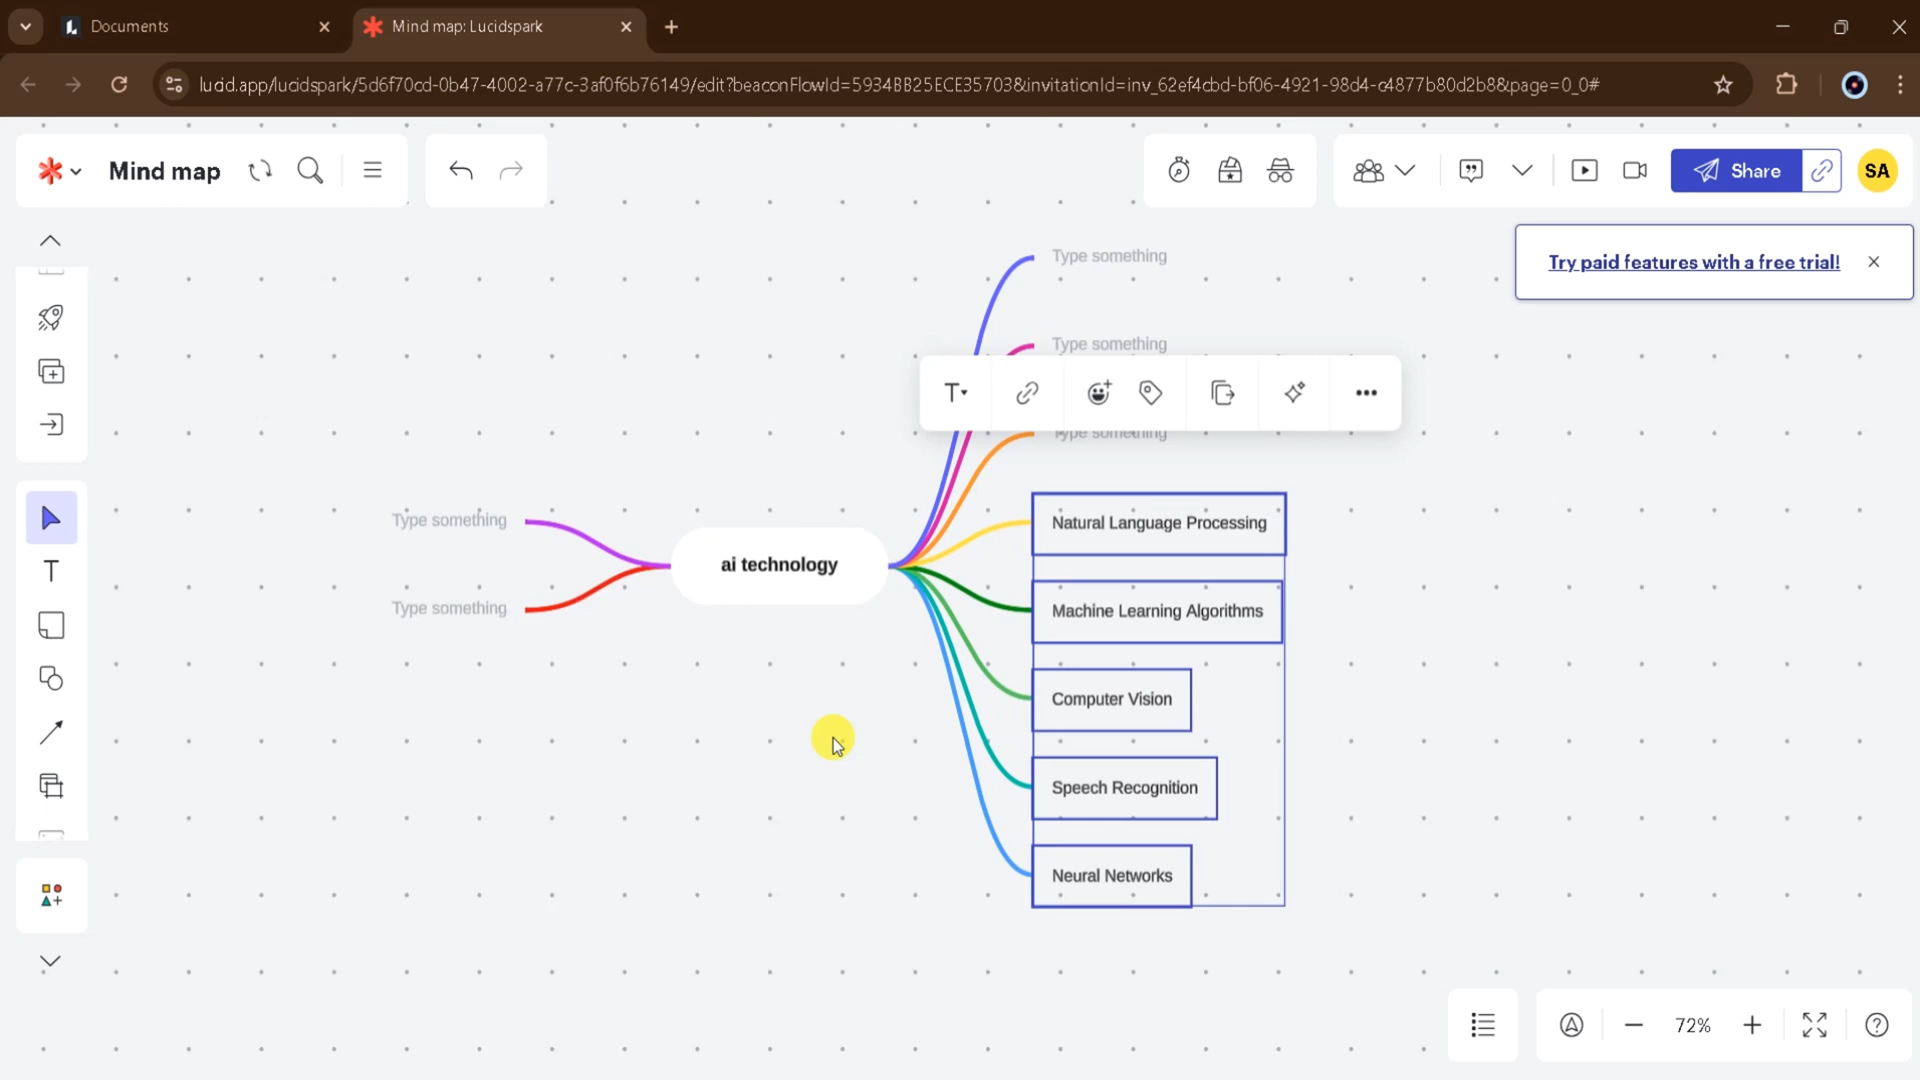 Documents
Mind map: Lucidspark
lucid.app/lucidspark/5d6f70cd-0b47-4002-a77c-3af0f6b76149/edit?beaconFlowId=5934BB25ECE35703&invitationId=inv_62ef4cbd-bf06-4921-98d4-c4877b80d2b8&page=0_0#
Mind map
Share
SA
Try paid features with a free trial!
Type something
Type something
T
Type something
Type something
Type something
ai technology
Natural Language Processing
Machine Learning Algorithms
Computer Vision
Speech Recognition
Neural Networks
T
72%